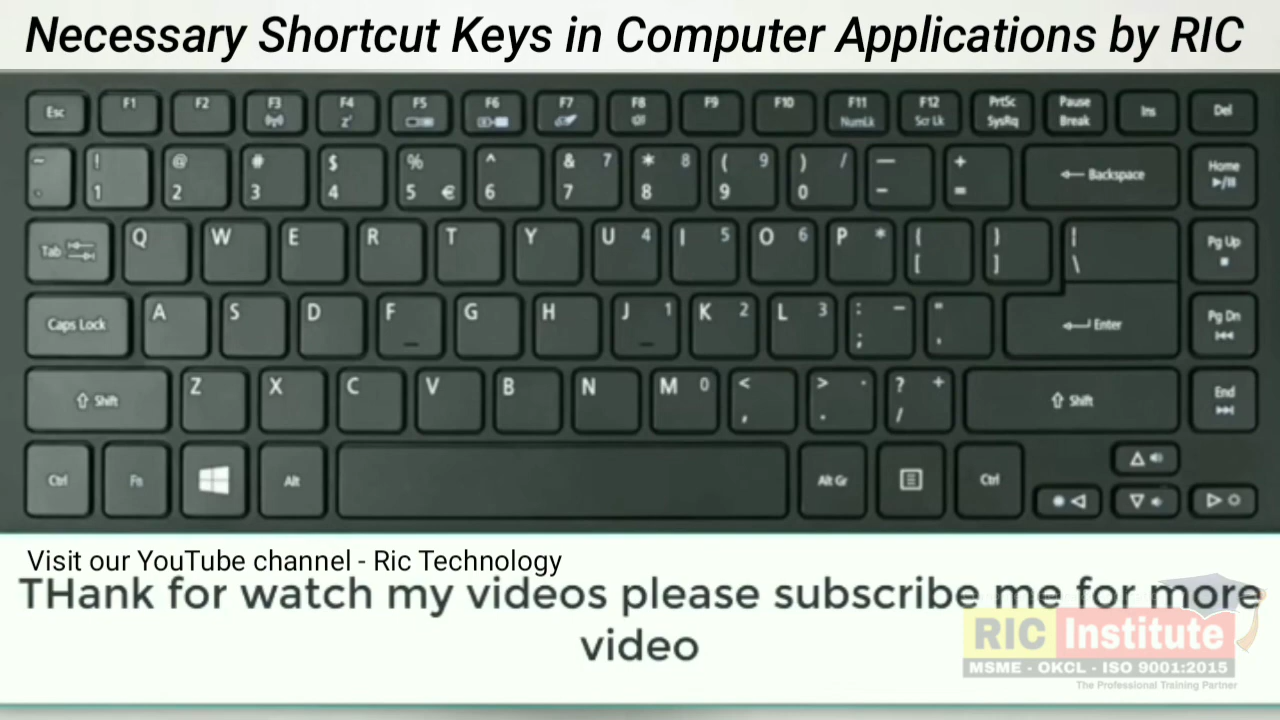 Necessary Shortcut Keys in Computer Applications by RIC
Esc F1 F2 F3 F4 z' F5 F6 F7 F8 F9 F10 F11 NumLk F12 Scr Lk PrtSc SysRq Pause Break Ins Del
~ ! 1 @ 2 # 3 $ 4 % 5 € ^ 6 & 7 7 * 8 8 ( 9 9 ) / 0 — - + = Backspace Home
Tab Q W E R T Y U 4 I 5 O 6 P * { [ } ] | \ Pg Up
Caps Lock A S D F G H J 1 K 2 L 3 : - ; " ' Enter Pg Dn
Shift Z X C V B N M 0 < , > . . ? + / Shift End
Ctrl Fn Alt Alt Gr Ctrl
Visit our YouTube channel - Ric Technology
THank for watch my videos please subscribe me for more
video
RIC Institute
MSME - OKCL - ISO 9001:2015
The Professional Training Partner